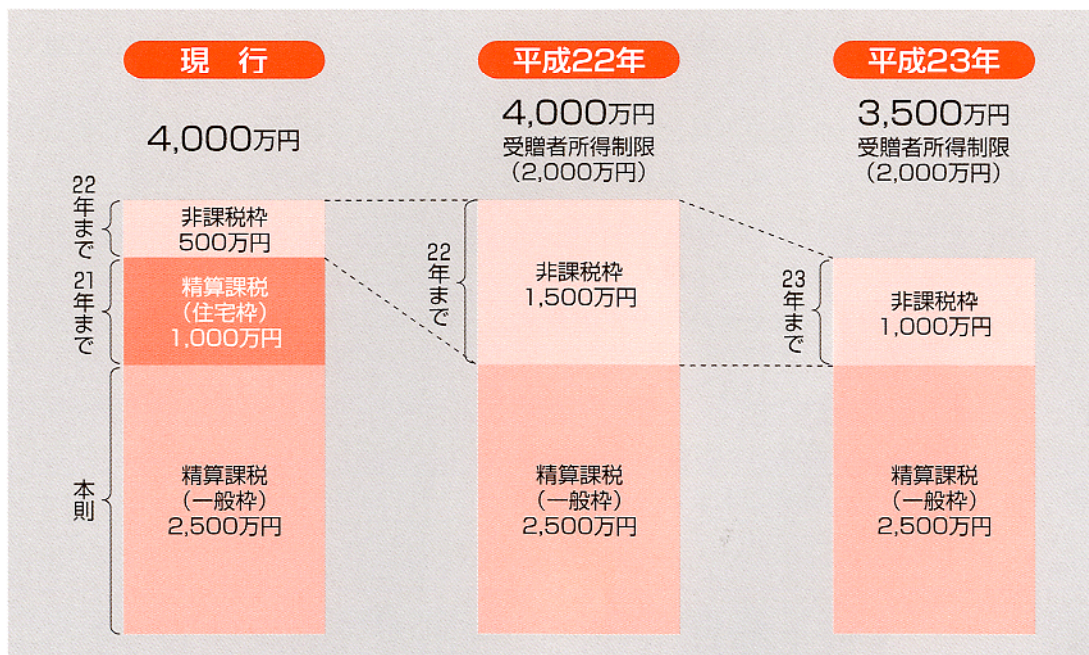 現 行
4,000万円
22年まで
非課税枠
500万円
21年まで
精算課税
(住宅枠)
1,000万円
本則
精算課税
(一般枠)
2,500万円
平成22年
4,000万円
受贈者所得制限
(2,000万円)
22年まで
非課税枠
1,500万円
精算課税
(一般枠)
2,500万円
平成23年
3,500万円
受贈者所得制限
(2,000万円)
23年まで
非課税枠
1,000万円
精算課税
(一般枠)
2,500万円